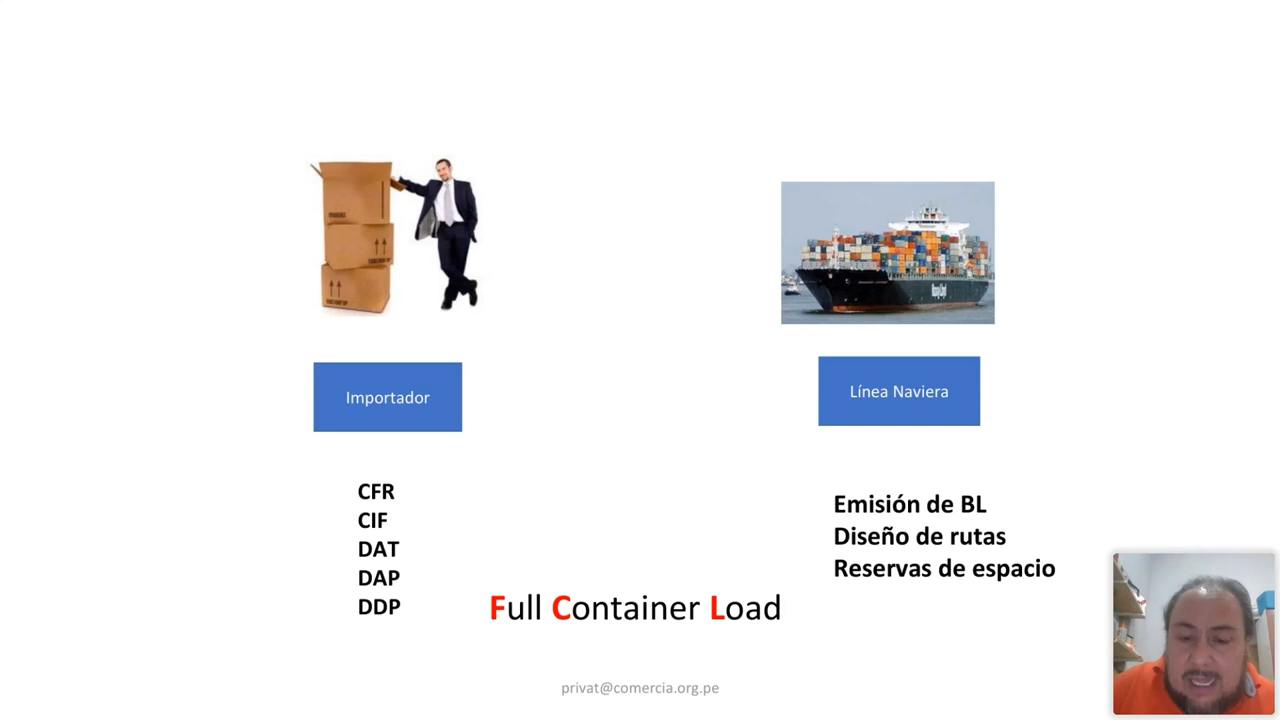 Importador
Línea Naviera
CFR
CIF
DAT
DAP
DDP
Emisión de BL
Diseño de rutas
Reservas de espacio
Full Container Load
privat@comercia.org.pe